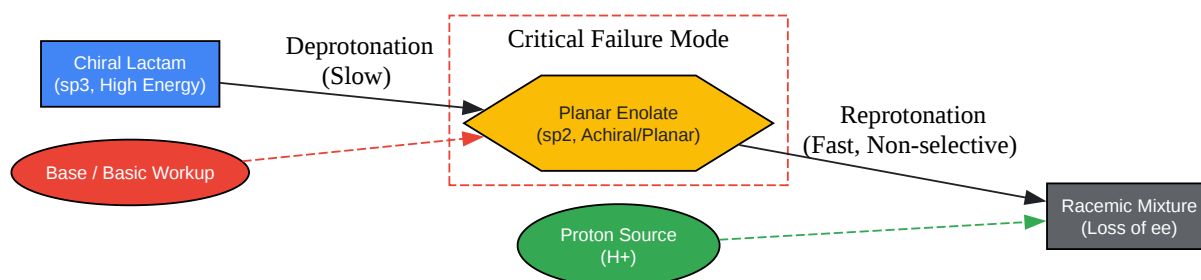 Chiral Lactam
(sp3, High Energy)
Deprotonation
(Slow)
Critical Failure Mode
Planar Enolate
(sp2, Achiral/Planar)
Base / Basic Workup
Reprotonation
(Fast, Non-selective)
Proton Source
(H+)
Racemic Mixture
(Loss of ee)